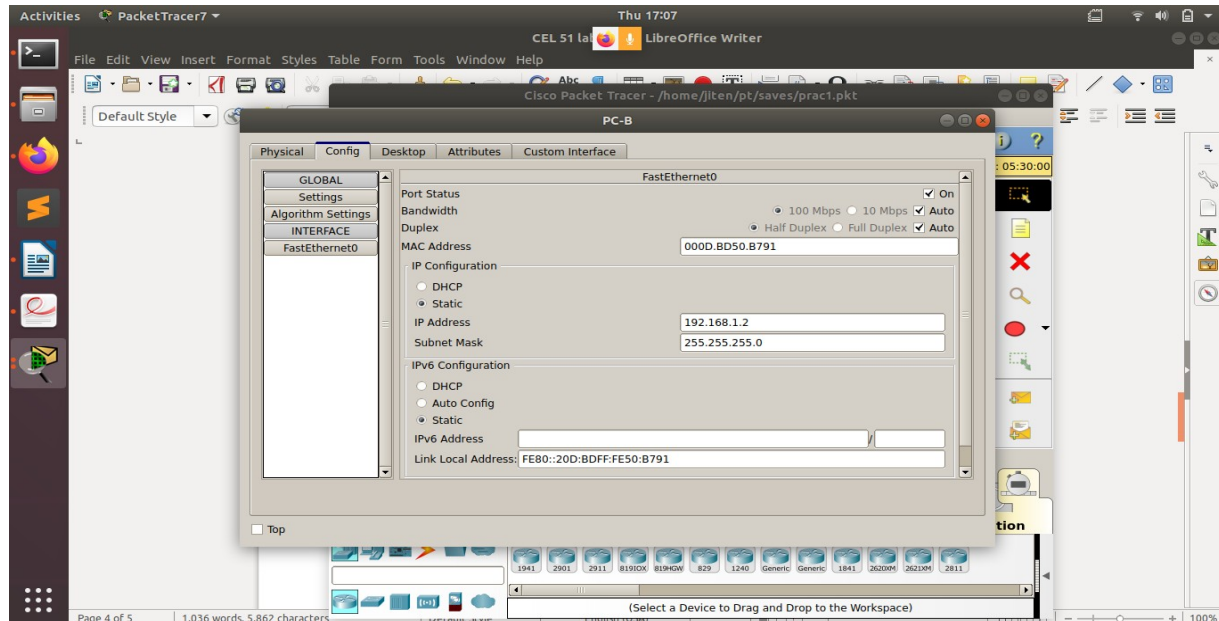 Activities PacketTracer7 Thu 17:07
LibreOffice Writer
File Edit View Insert Format Styles Table Form Tools Window Help
Default Style
Cisco Packet Tracer - /home/jiten/pt/saves/prac1.pkt
PC-B
Physical Config Desktop Attributes Custom Interface
: 05:30:00
GLOBAL
Settings
Algorithm Settings
INTERFACE
FastEthernet0
FastEthernet0
Port Status On
Bandwidth 100 Mbps 10 Mbps Auto
Duplex Half Duplex Full Duplex Auto
MAC Address 000D.BD50.B791
IP Configuration
DHCP
Static
IP Address 192.168.1.2
Subnet Mask 255.255.255.0
IPv6 Configuration
DHCP
Auto Config
Static
IPv6 Address /
Link Local Address: FE80::20D:BDFF:FE50:B791
Top
tion
1941 2901 2911 819IOX 819HGW 829 1240 Generic Generic 1841 2620XM 2621XM 2811
(Select a Device to Drag and Drop to the Workspace)
Page 4 of 5 1,036 words, 5,862 characters 100%